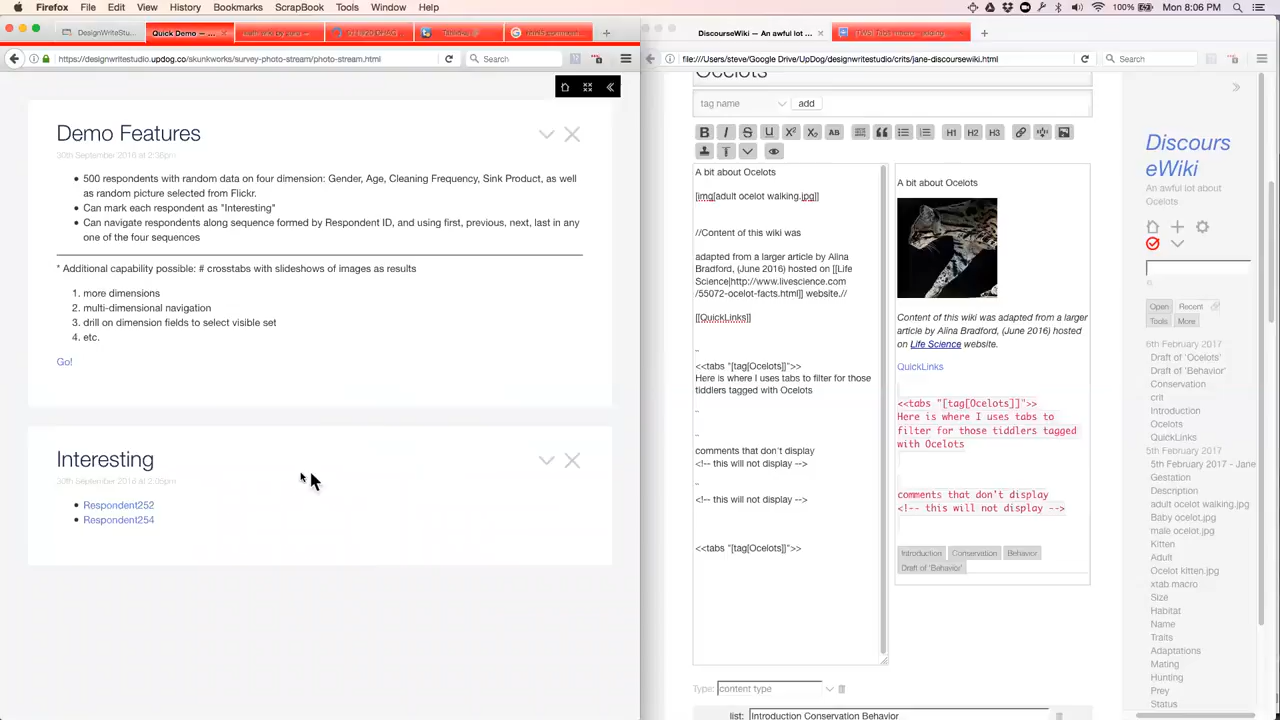 Firefox File Edit View History Bookmarks ScrapBook Tools Window Help
100% Mon 8:06 PM
DesignWriteStu...
Quick Demo — ...
DiscourseWiki — An awful lot ...
https://designwritestudio.updog.co/skunkworks/survey-photo-stream/photo-stream.html
Search
file:///Users/steve/Google Drive/UpDog/designwritestudio/crits/jane-discoursewiki.html
Search
Demo Features
30th September 2016 at 2:38pm
500 respondents with random data on four dimension: Gender, Age, Cleaning Frequency, Sink Product, as well
as random picture selected from Flickr.
Can mark each respondent as "Interesting"
Can navigate respondents along sequence formed by Respondent ID, and using first, previous, next, last in any
one of the four sequences
* Additional capability possible: # crosstabs with slideshows of images as results
1. more dimensions
2. multi-dimensional navigation
3. drill on dimension fields to select visible set
4. etc.
Go!
Interesting
Respondent252
Respondent254
Ocelots
tag name
add
B I S U X² X₂ AB H1 H2 H3
A bit about Ocelots
[img[adult ocelot walking.jpg]]
//Content of this wiki was
adapted from a larger article by Alina
Bradford, (June 2016) hosted on [[Life
Science|http://www.livescience.com
/55072-ocelot-facts.html]] website.//
[[QuickLinks]]
``
<<tabs "[tag[Ocelots]]">>
Here is where I uses tabs to filter for those
tiddlers tagged with Ocelots
``
``
comments that don't display
<!-- this will not display -->
``
<!-- this will not display -->
<<tabs "[tag[Ocelots]]">>
A bit about Ocelots
Content of this wiki was adapted from a larger
article by Alina Bradford, (June 2016) hosted
on Life Science website.
QuickLinks
<<tabs "[tag[Ocelots]]">>
Here is where I uses tabs to
filter for those tiddlers tagged
with Ocelots
comments that don't display
<!-- this will not display -->
Introduction Conservation Behavior
Draft of 'Behavior'
Type: content type
list: Introduction Conservation Behavior
Discour
seWiki
An awful lot about
Ocelots
Open Recent
Tools More
6th February 2017
Draft of 'Ocelots'
Draft of 'Behavior'
Conservation
crit
Introduction
Ocelots
QuickLinks
5th February 2017
5th February 2017 - Jane
Gestation
Description
adult ocelot walking.jpg
Baby ocelot.jpg
male ocelot.jpg
Kitten
Adult
Ocelot kitten.jpg
xtab macro
Size
Habitat
Name
Traits
Adaptations
Mating
Hunting
Prey
Status